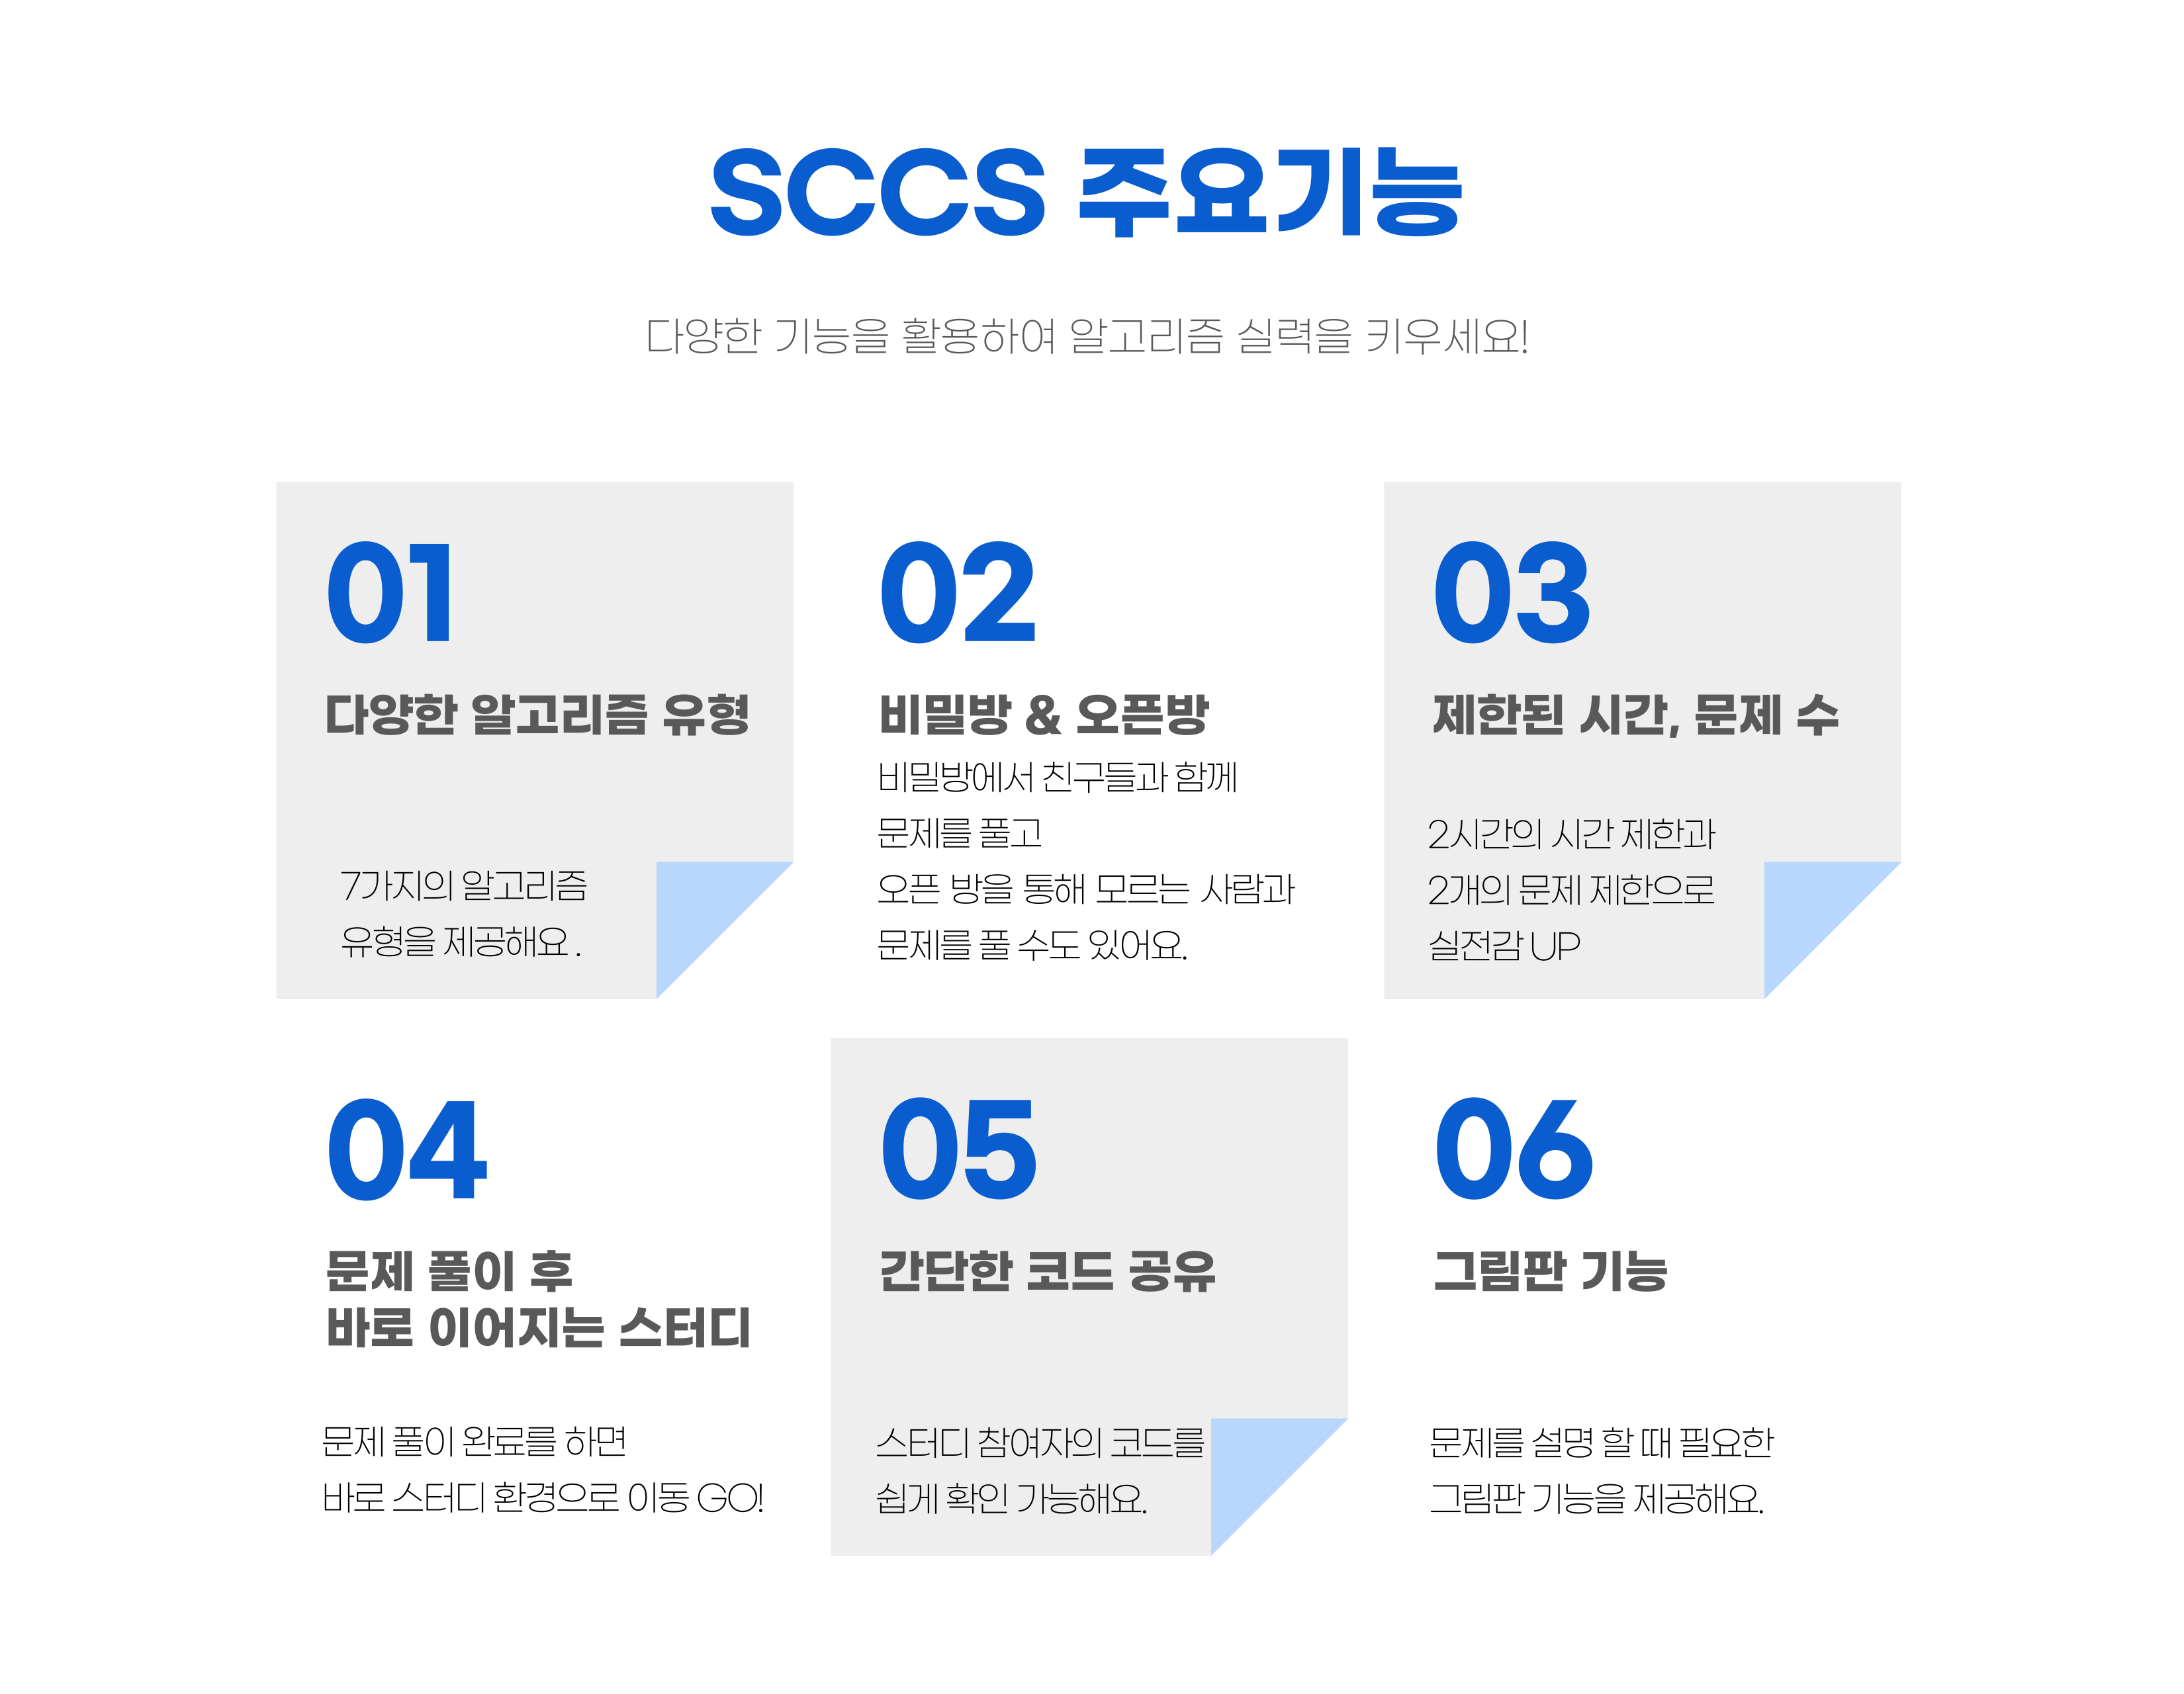 SCCS 주요기능
다양한 기능을 활용하여 알고리즘 실력을 키우세요!
01
다양한 알고리즘 유형
7가지의 알고리즘
유형을 제공해요.
02
비밀방 & 오픈방
비밀방에서 친구들과 함께
문제를 풀고
오픈 방을 통해 모르는 사람과
문제를 풀 수도 있어요.
03
제한된 시간, 문제 수
2시간의 시간 제한과
2개의 문제 제한으로
실전감 UP
04
문제 풀이 후
바로 이어지는 스터디
문제 풀이 완료를 하면
바로 스터디 환경으로 이동 GO!
05
간단한 코드 공유
스터디 참여자의 코드를
쉽게 확인 가능해요.
06
그림판 기능
문제를 설명 할 때 필요한
그림판 기능을 제공해요.